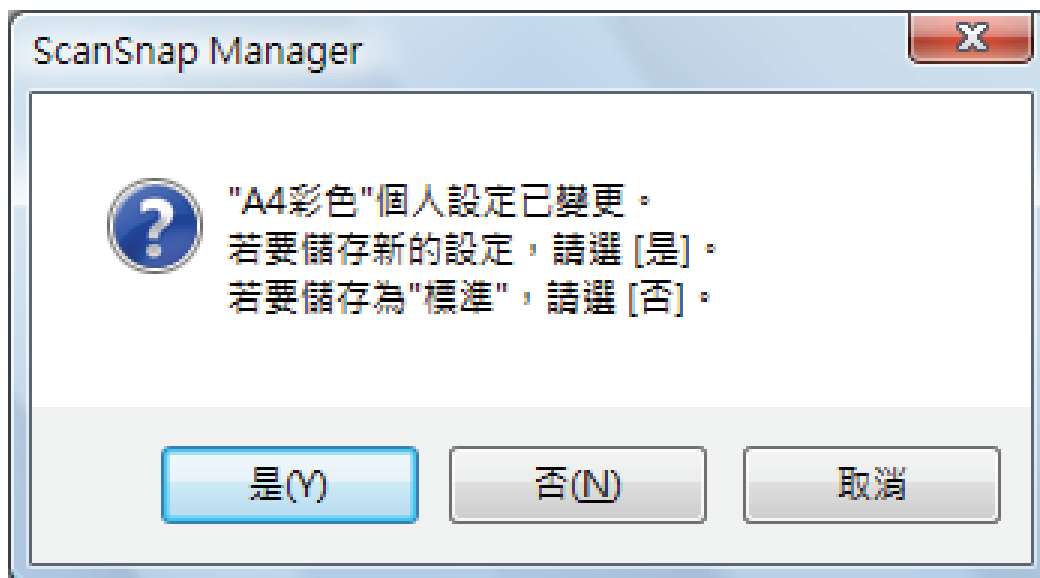 ScanSnap Manager
"A4彩色"個人設定已變更。
若要儲存新的設定，請選 [是]。
若要儲存為"標準"，請選 [否]。
是(Y)
否(N)
取消